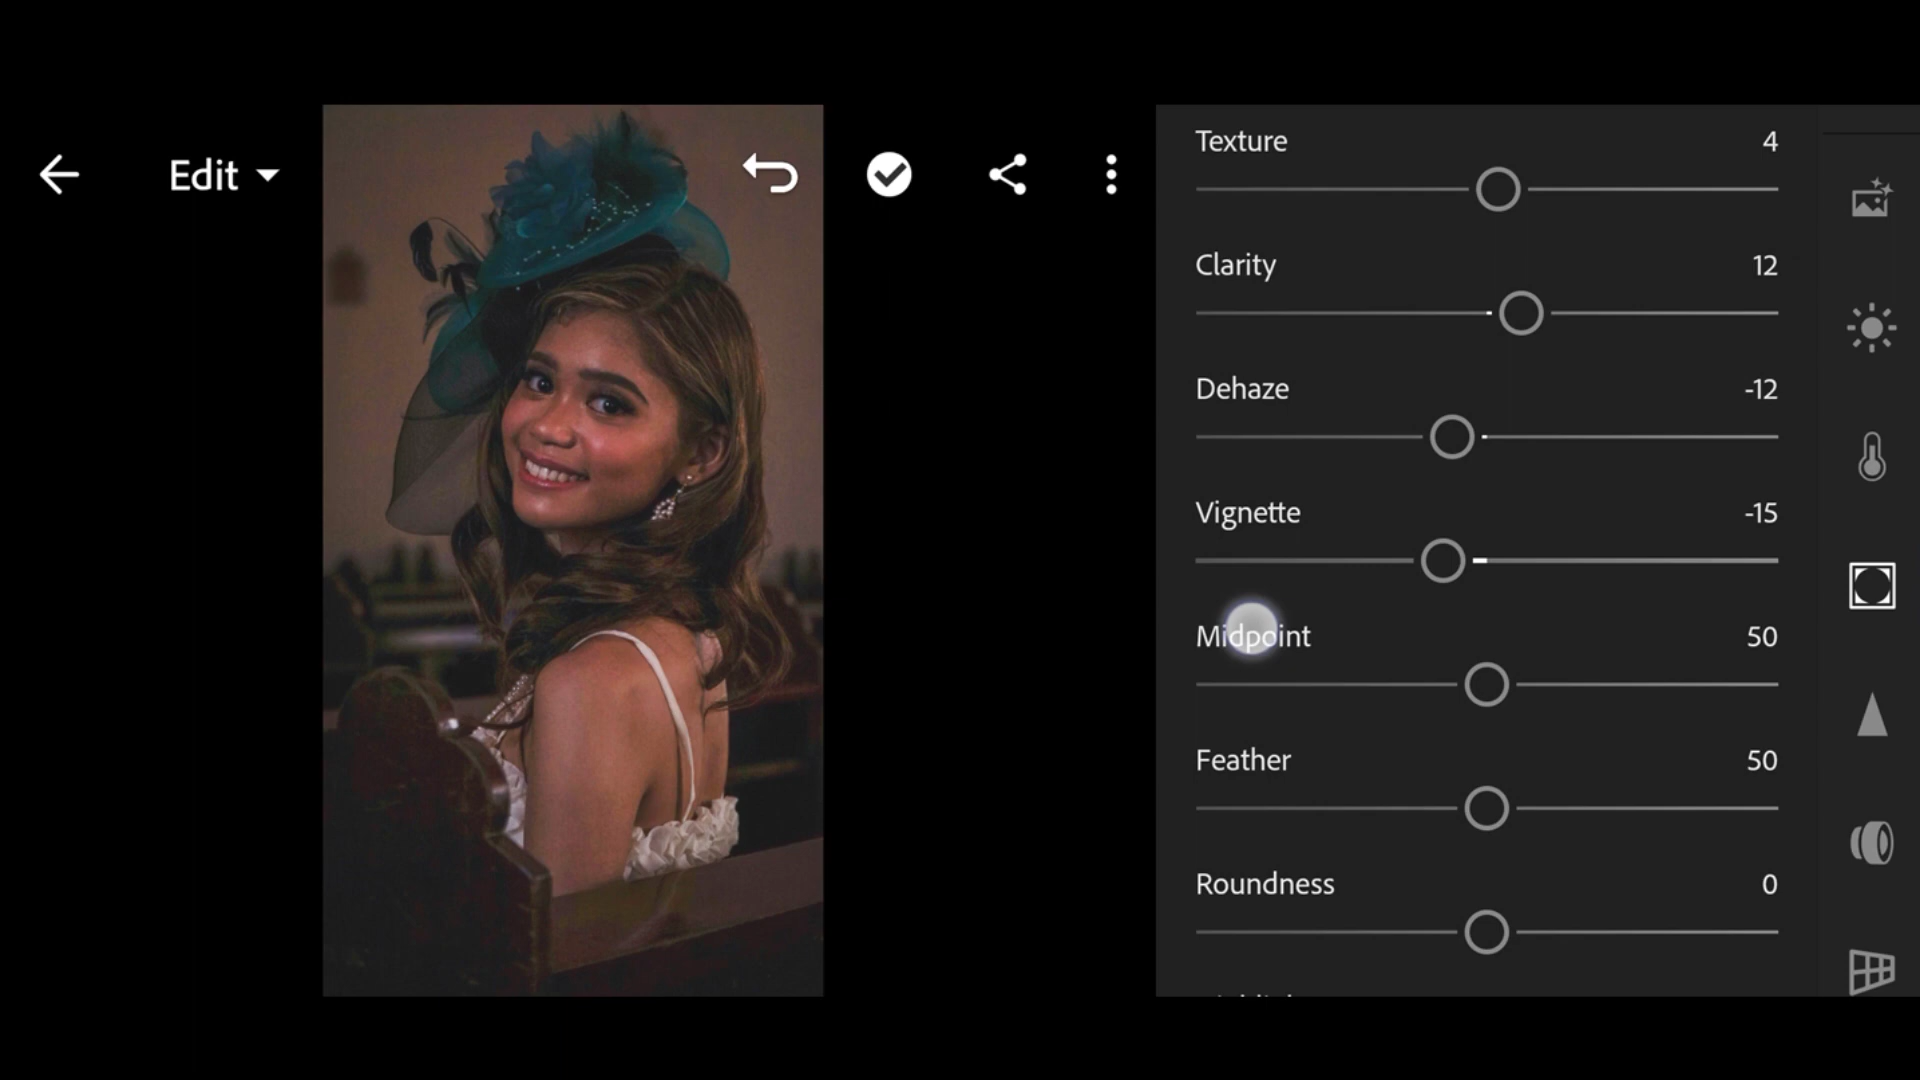 Edit
Texture 4
Clarity 12
Dehaze -12
Vignette -15
Midpoint 50
Feather 50
Roundness 0